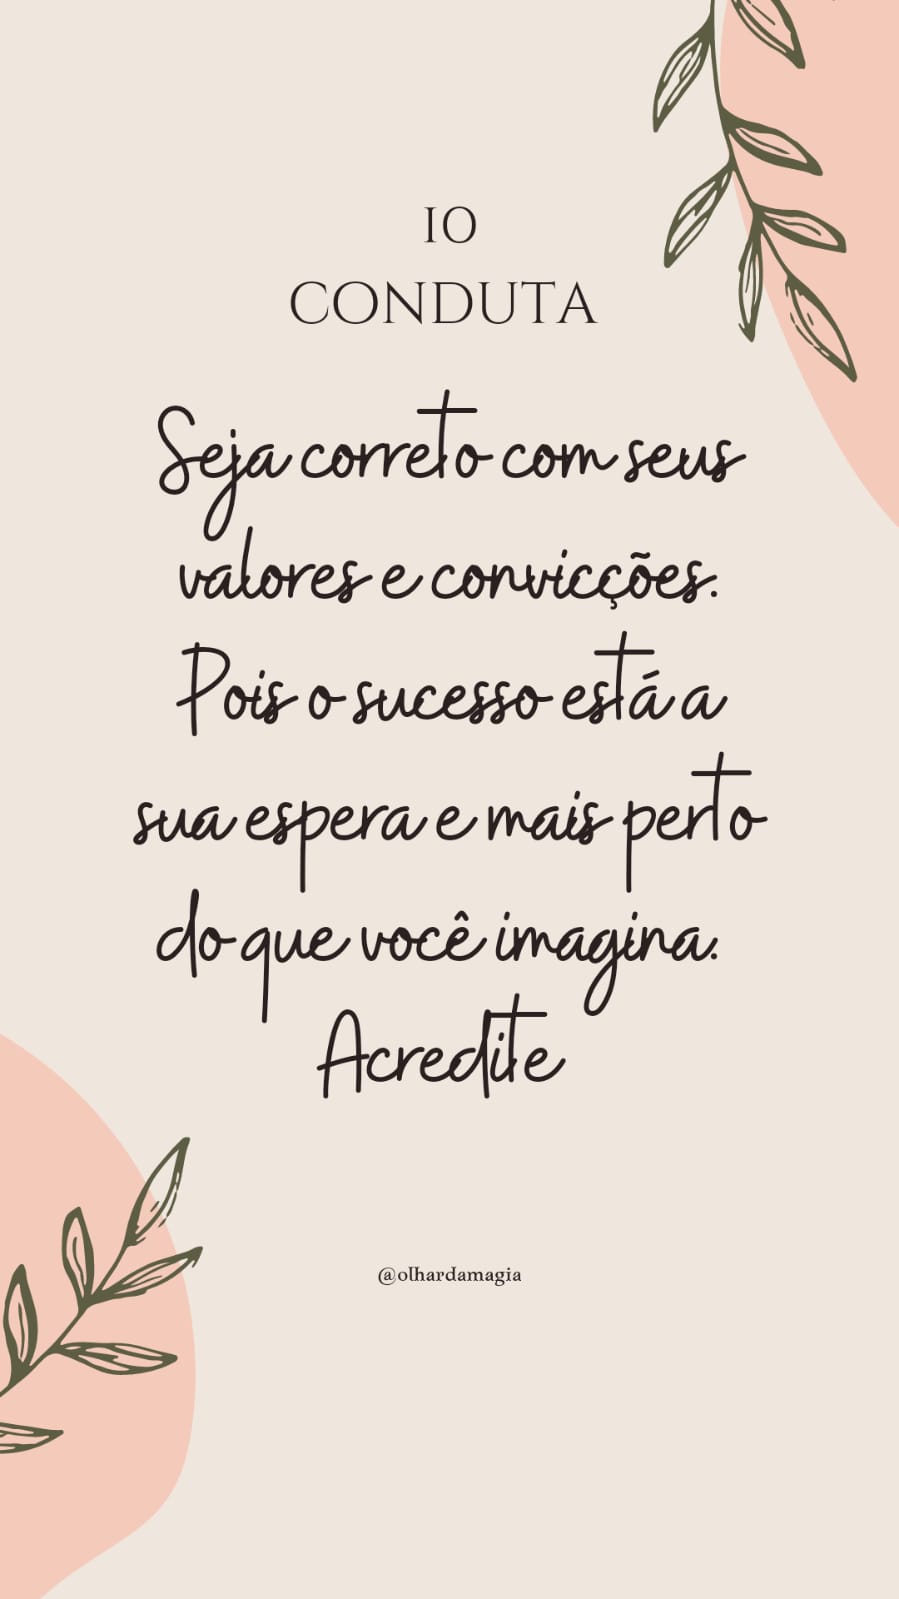 10
CONDUTA
Seja correto com seus
valores e convicções.
Pois o sucesso está a
sua espera e mais perto
do que você imagina.
Acredite
@olhardamagia